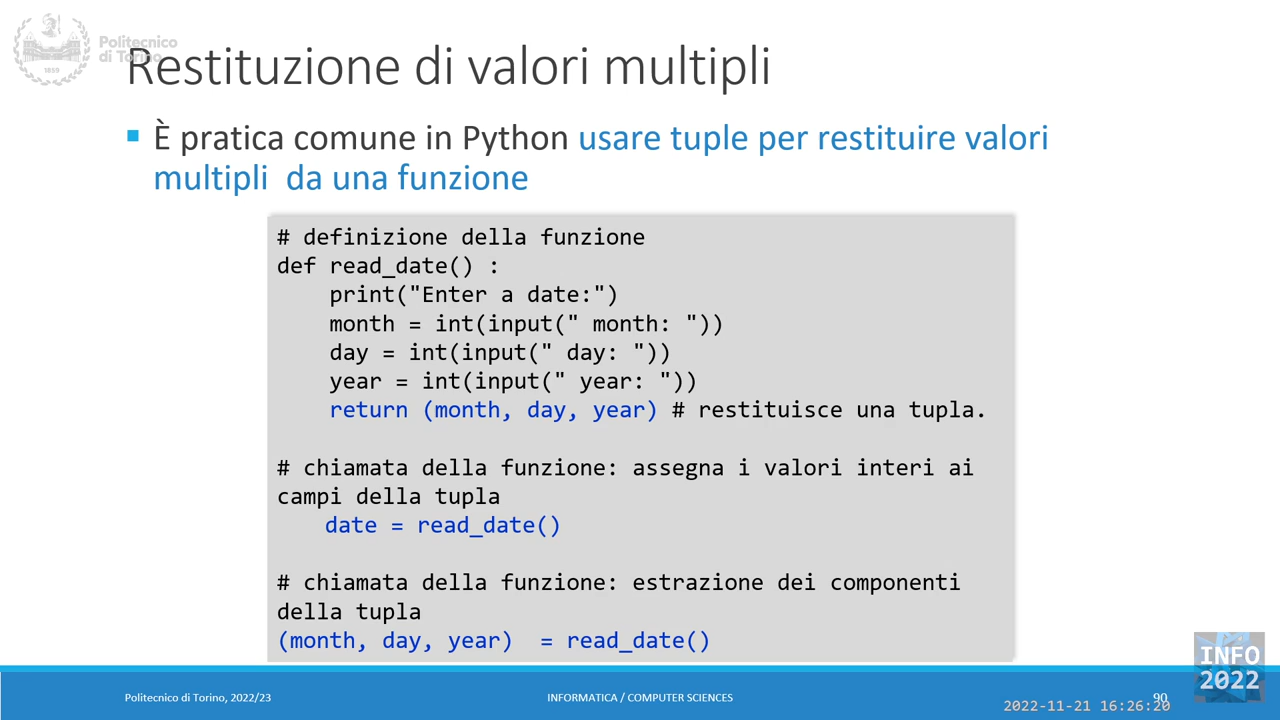 Politecnico
di Torino
1859
Restituzione di valori multipli
È pratica comune in Python usare tuple per restituire valori
multipli da una funzione
# definizione della funzione
def read_date() :
    print("Enter a date:")
    month = int(input(" month: "))
    day = int(input(" day: "))
    year = int(input(" year: "))
    return (month, day, year) # restituisce una tupla.
# chiamata della funzione: assegna i valori interi ai
campi della tupla
    date = read_date()
# chiamata della funzione: estrazione dei componenti
della tupla
(month, day, year)  = read_date()
Politecnico di Torino, 2022/23
INFORMATICA / COMPUTER SCIENCES
90
2022-11-21 16:26:20
INFO
2022